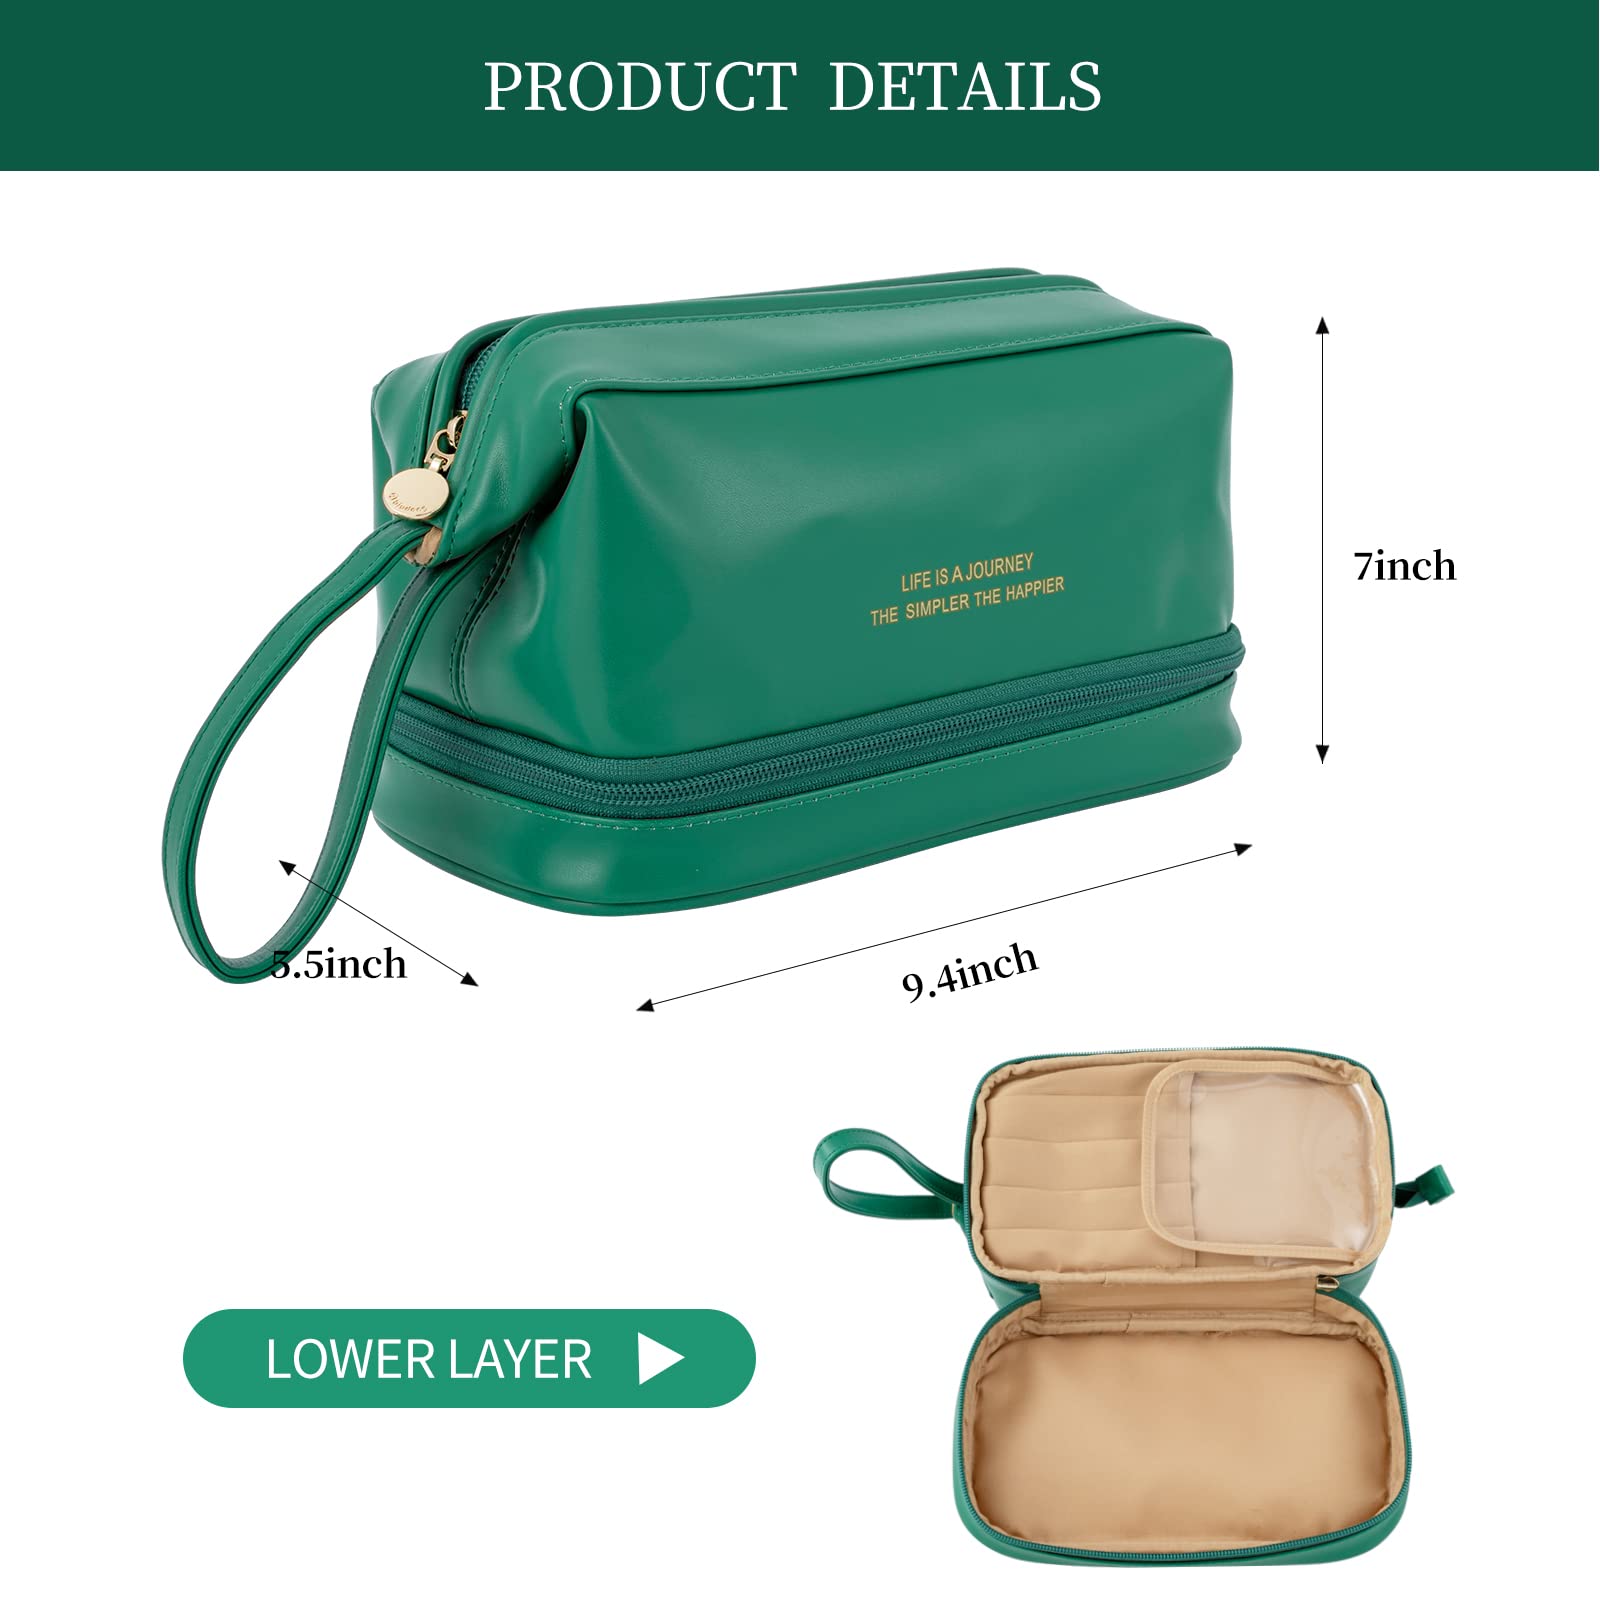 PRODUCT DETAILS
LIFE IS A JOURNEY
THE SIMPLER THE HAPPIER
7inch
5.5inch
9.4inch
LOWER LAYER